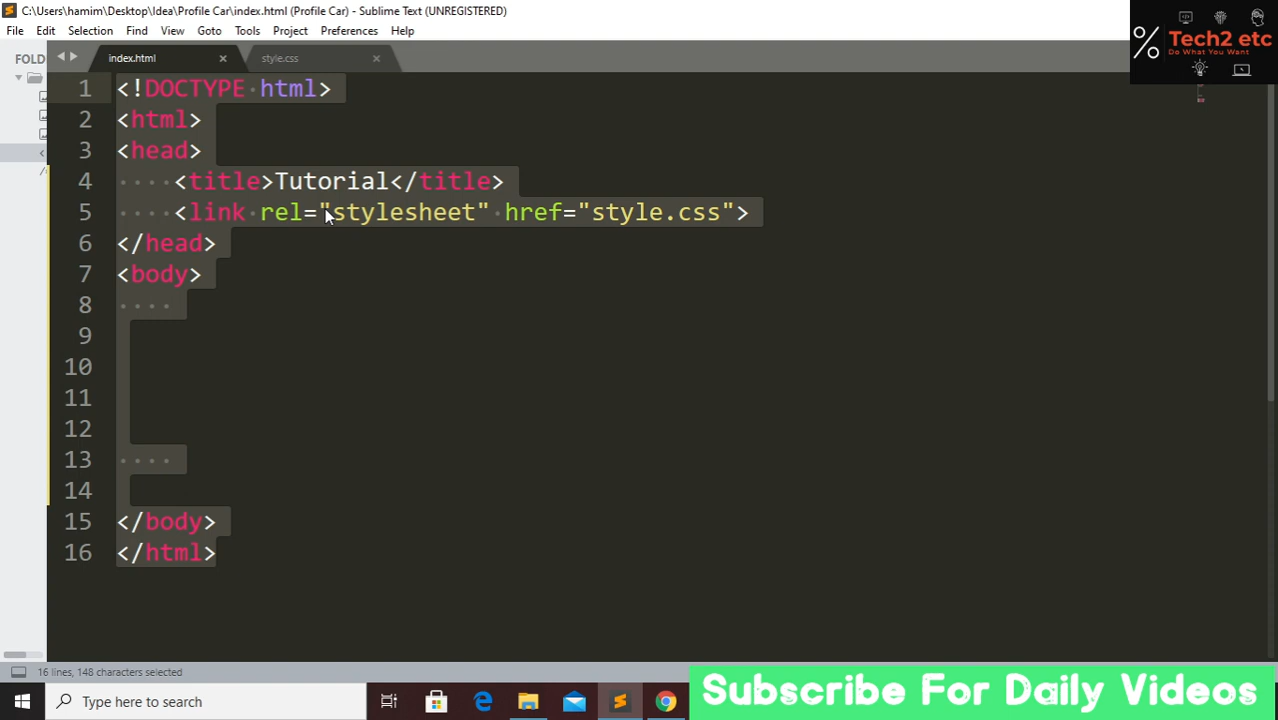 C:\Users\hamim\Desktop\Idea\Profile Car\index.html (Profile Car) - Sublime Text (UNREGISTERED)
File Edit Selection Find View Goto Tools Project Preferences Help
Tech2 etc
Do What You Want
FOLD
index.html
style.css
1 <!DOCTYPE html>
2 <html>
3 <head>
4 <title>Tutorial</title>
5 <link rel="stylesheet" href="style.css">
6 </head>
7 <body>
8
9
10
11
12
13
14
15 </body>
16 </html>
16 lines, 148 characters selected
Type here to search
Subscribe For Daily Videos